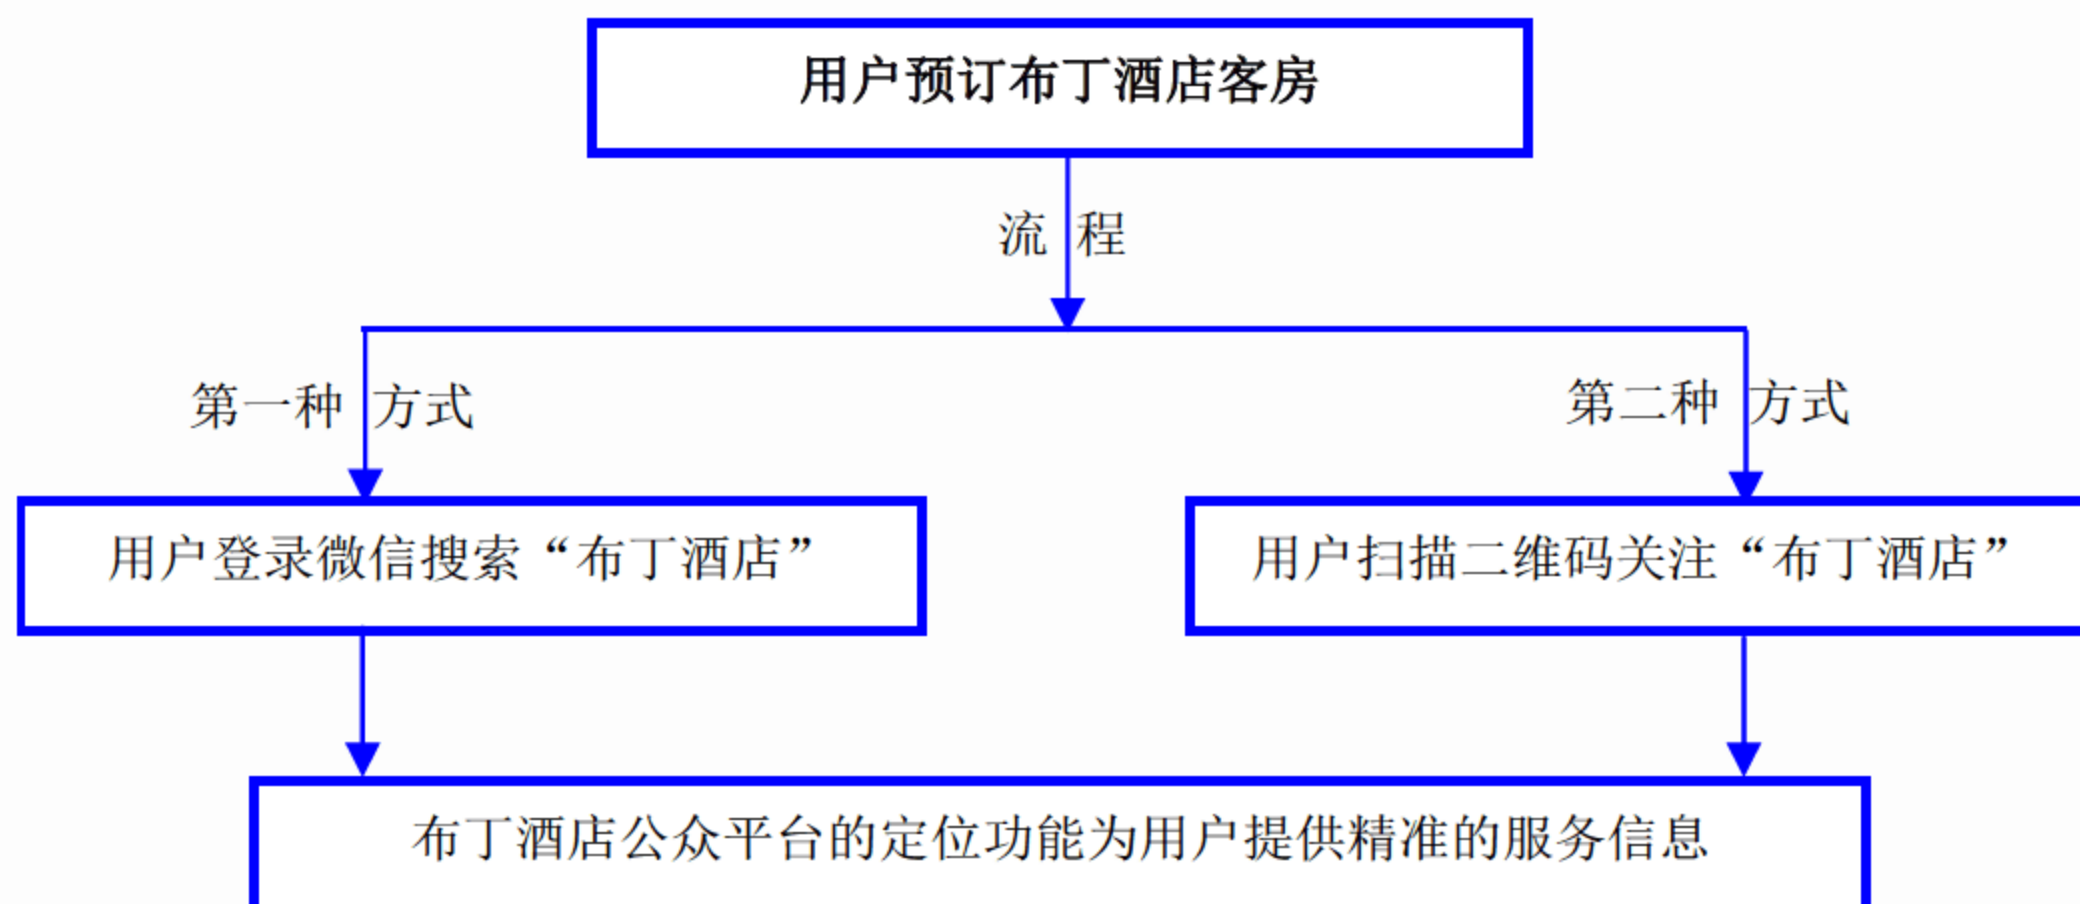 用户预订布丁酒店客房
流程
第一种方式
第二种方式
用户登录微信搜索“布丁酒店”
用户扫描二维码关注“布丁酒店”
布丁酒店公众平台的定位功能为用户提供精准的服务信息